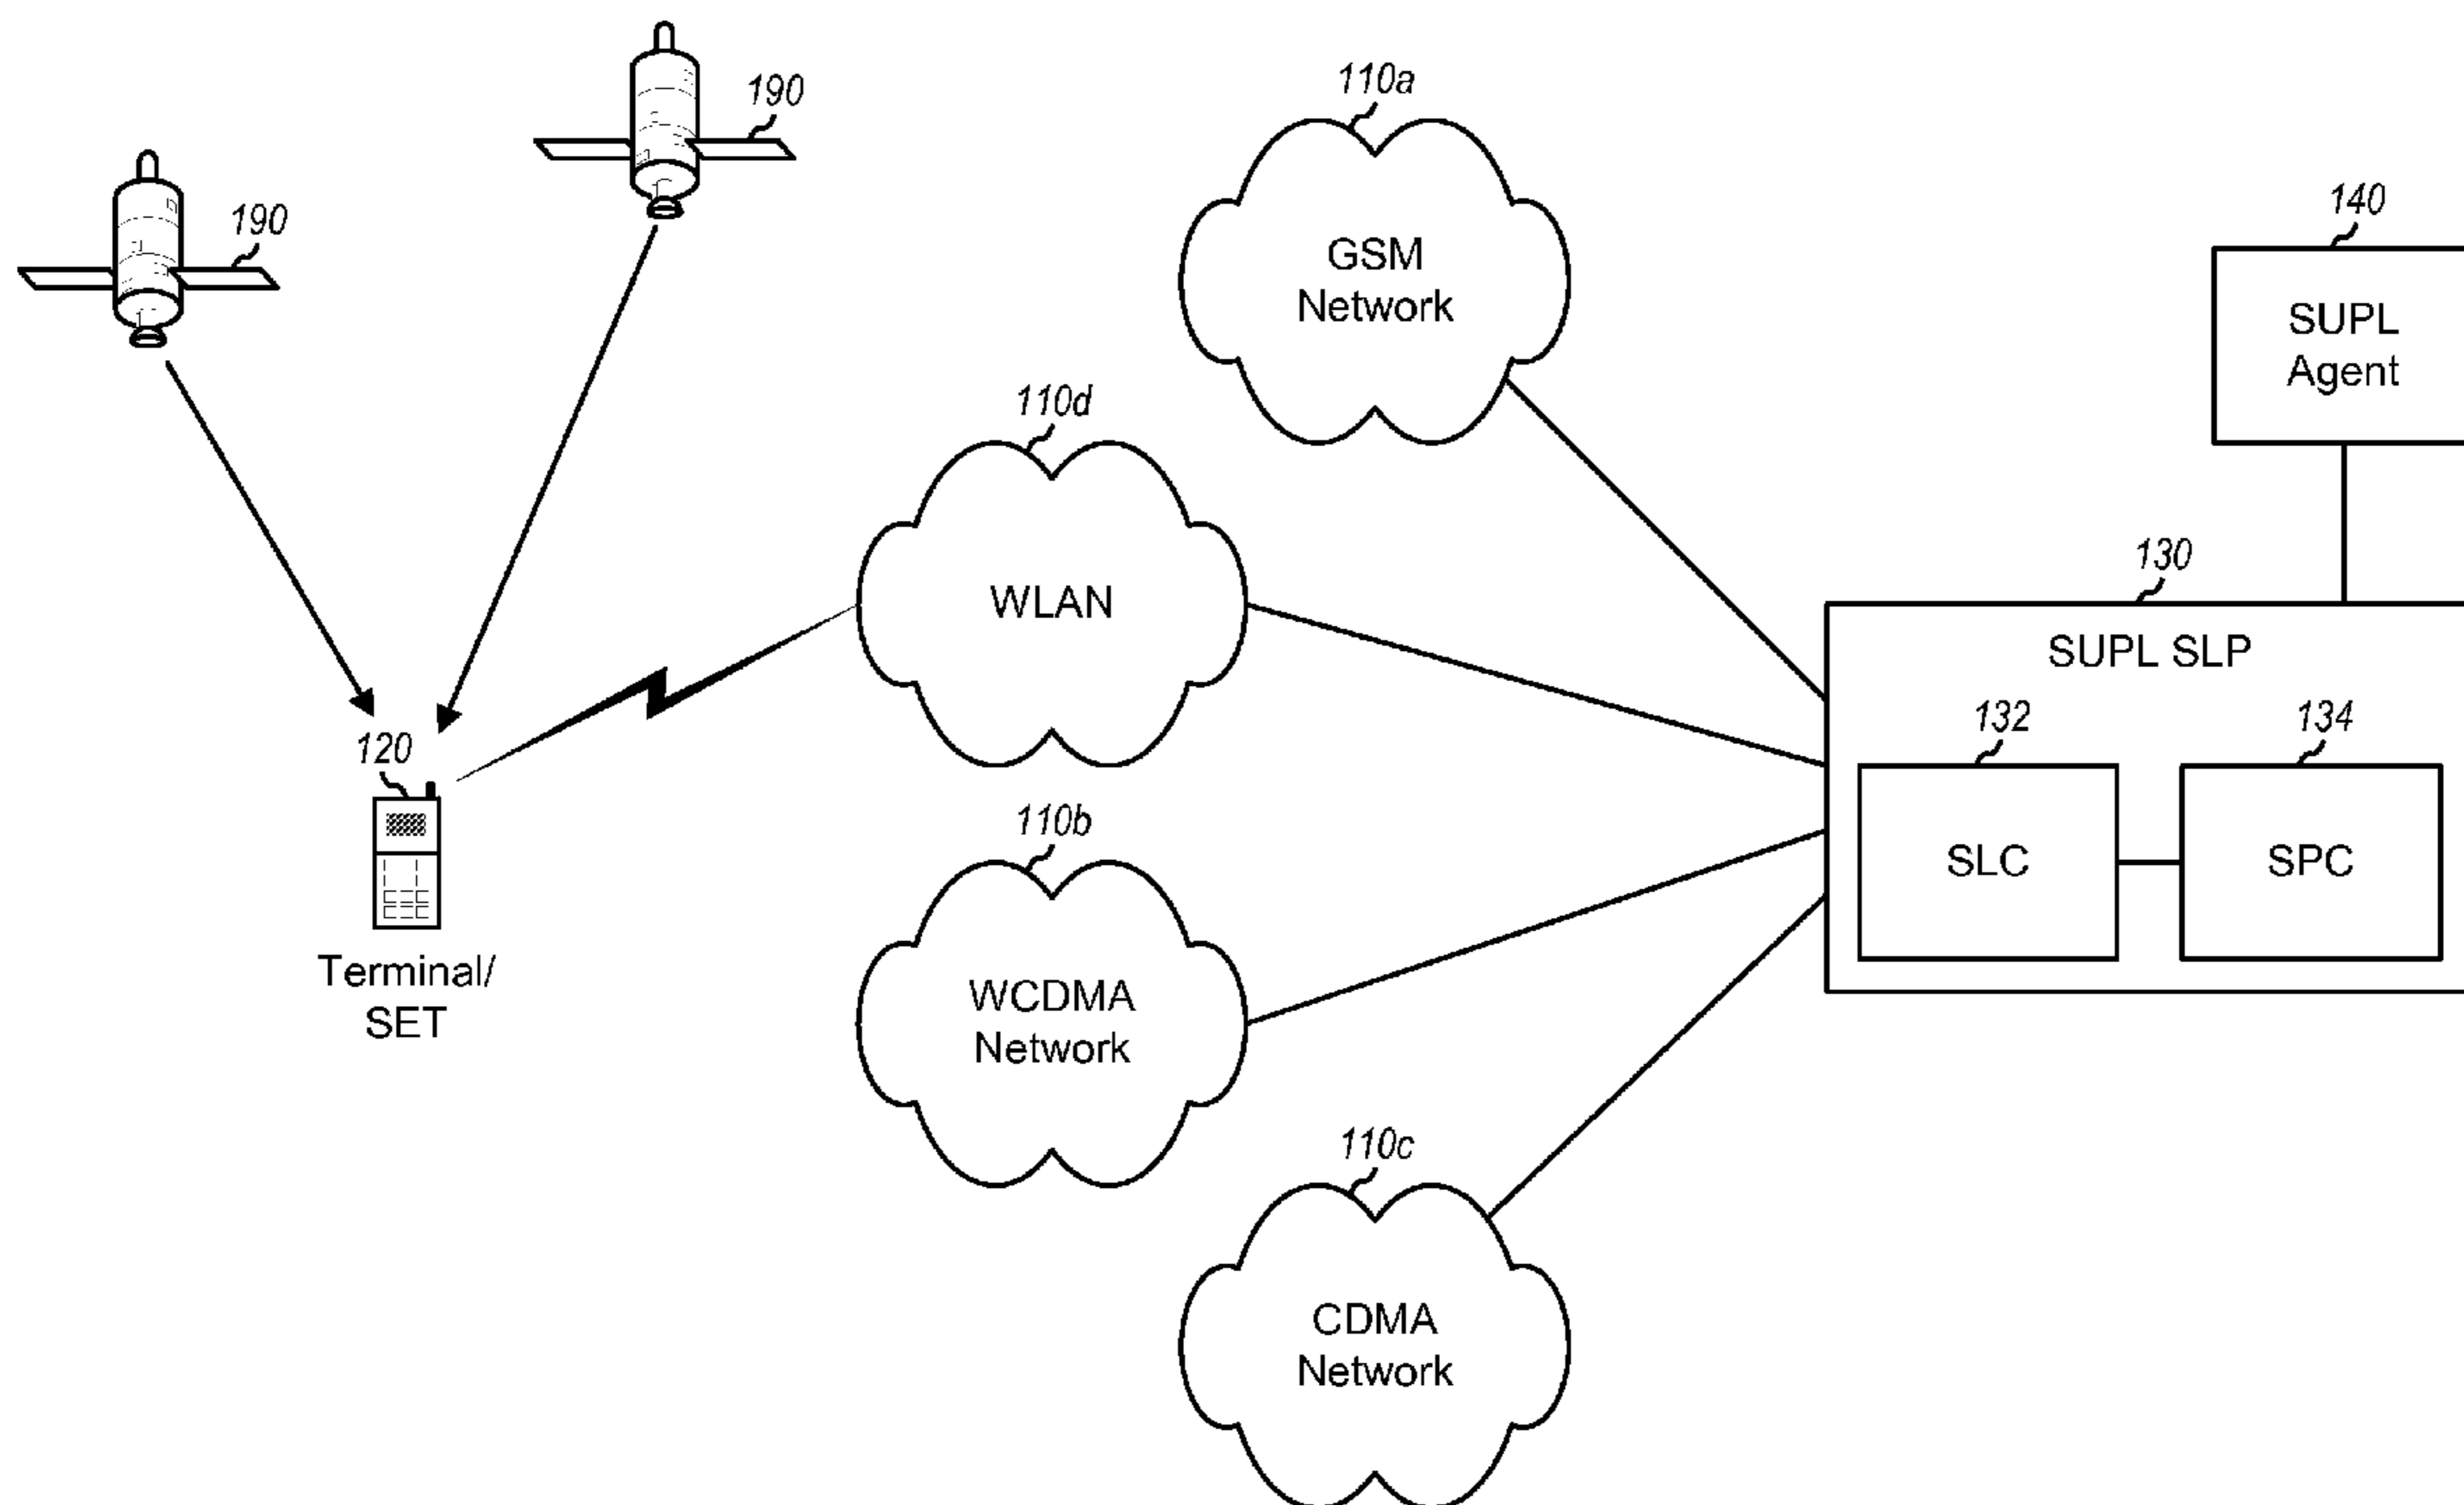 190
190
110a
GSM
Network
140
SUPL
Agent
110d
WLAN
130
SUPL SLP
132
SLC
134
SPC
120
Terminal/
SET
110b
WCDMA
Network
110c
CDMA
Network